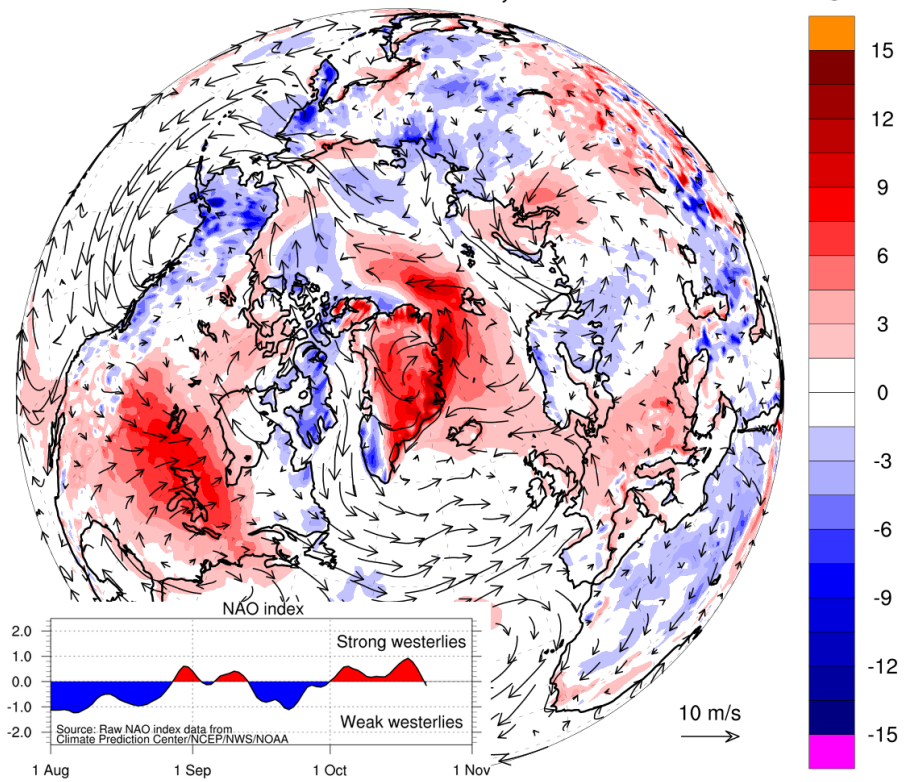 15
12
9
6
3
0
-3
-6
-9
-12
-15
10 m/s
NAO index
2.0
1.0
0.0
-1.0
-2.0
Strong westerlies
Weak westerlies
Source: Raw NAO index data from
Climate Prediction Center/NCEP/NWS/NOAA
1 Aug
1 Sep
1 Oct
1 Nov